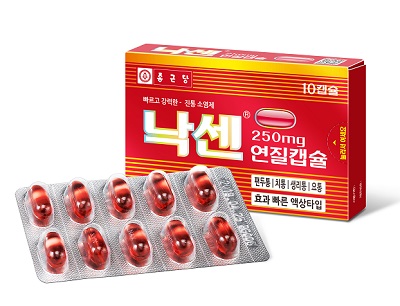 종근당
10캡슐
빠르고 강력한 - 진통 소염제
낙센®
250mg
연질캡슐
편두통 | 치통 | 생리통 | 요통
효과 빠른 액상타입